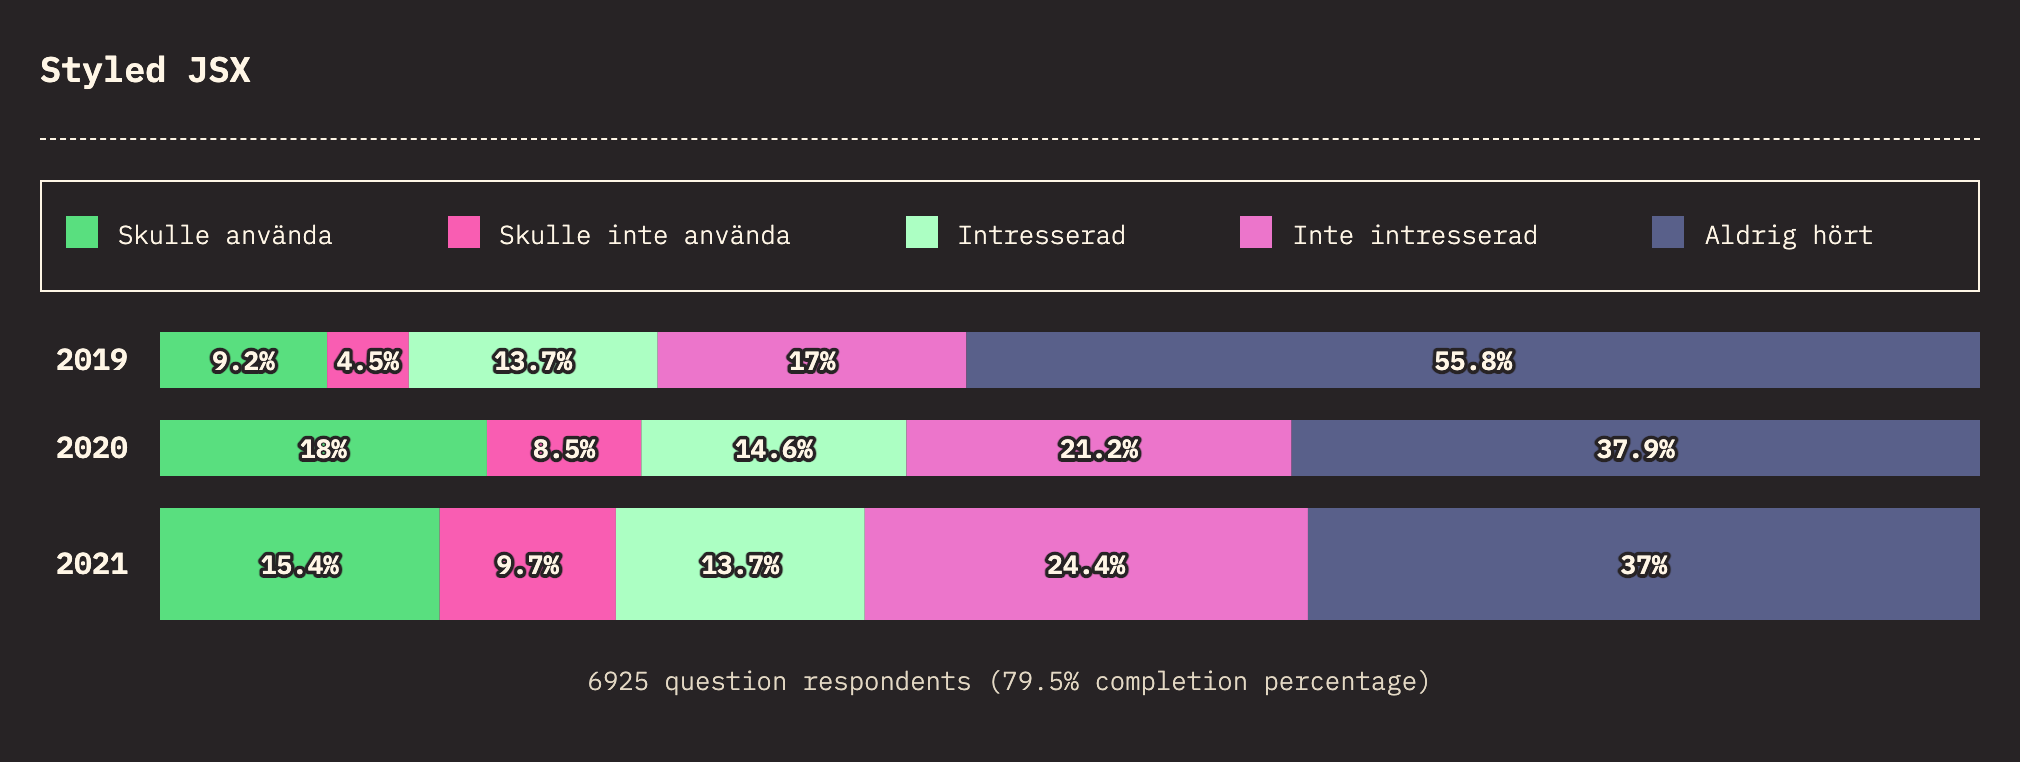 Styled JSX
Skulle använda Skulle inte använda Intresserad Inte intresserad Aldrig hört
2019 9.2% 4.5% 13.7% 17% 55.8%
2020 18% 8.5% 14.6% 21.2% 37.9%
2021 15.4% 9.7% 13.7% 24.4% 37%
6925 question respondents (79.5% completion percentage)